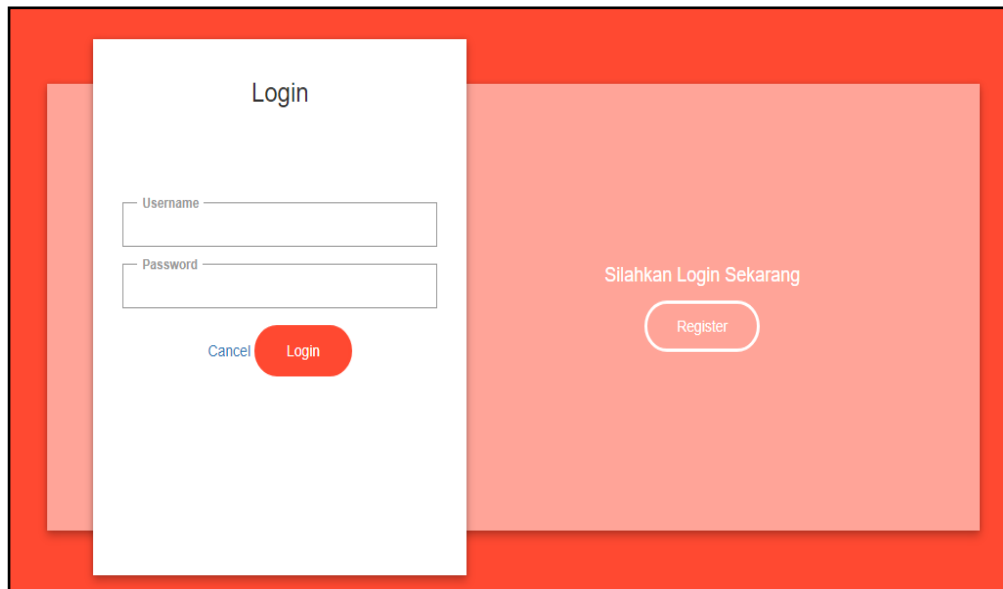 Login
Username
Password
Cancel Login
Silahkan Login Sekarang
Register